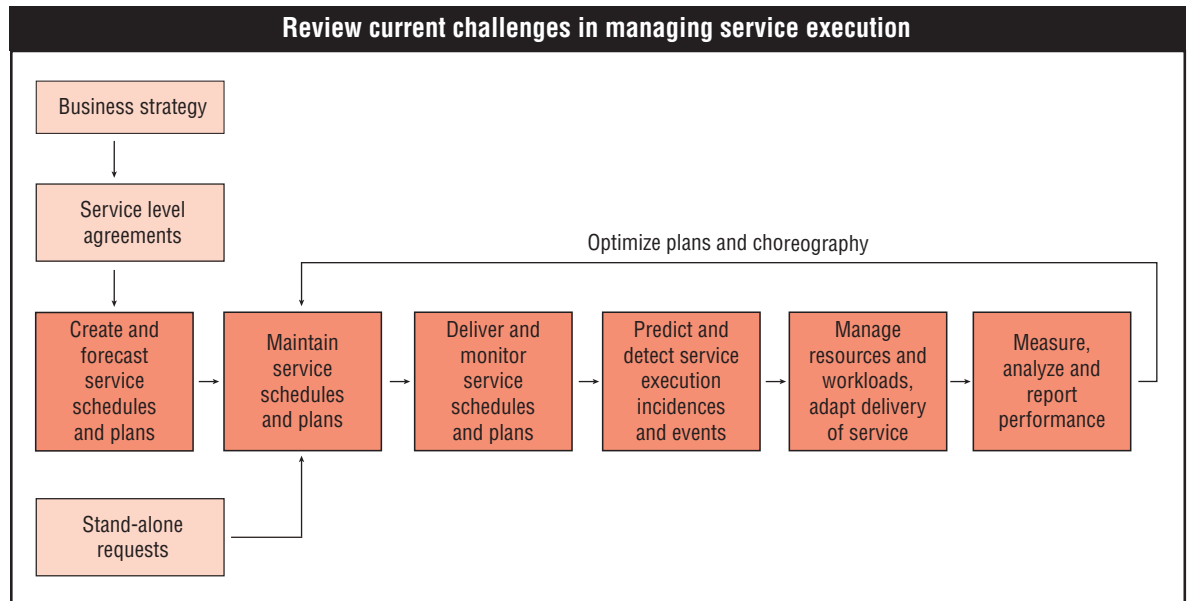 Review current challenges in managing service execution
Business strategy
Service level
agreements
Optimize plans and choreography
Create and
forecast
service
schedules
and plans
Maintain
service
schedules
and plans
Deliver and
monitor
service
schedules
and plans
Predict and
detect service
execution
incidences
and events
Manage
resources and
workloads,
adapt delivery
of service
Measure,
analyze and
report
performance
Stand-alone
requests